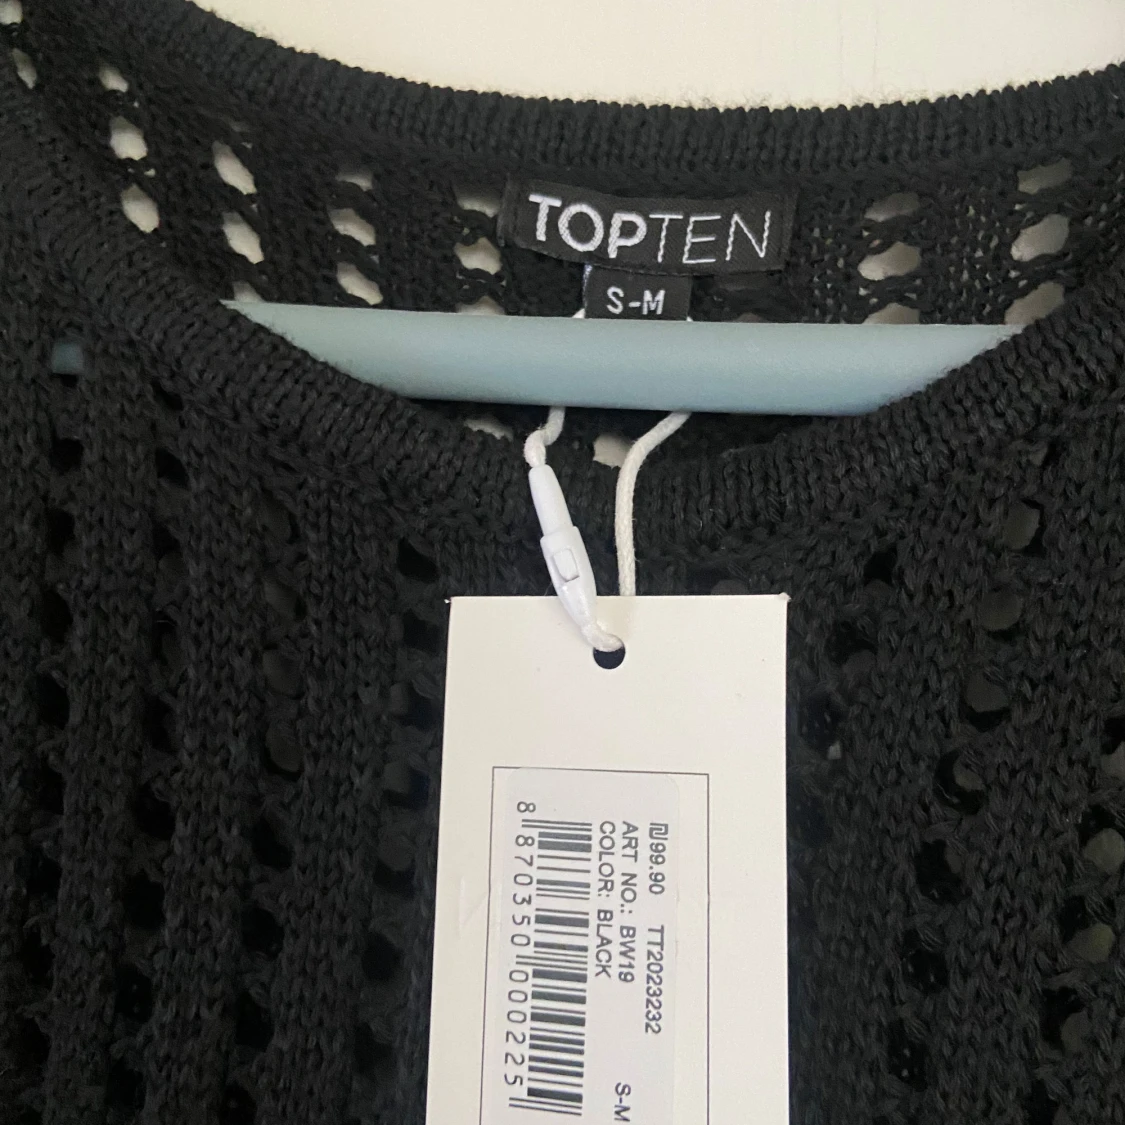 TOPTEN
S-M
₪99.90 TT2023232
ART NO.: BW19
COLOR: BLACK S-M
8 870350 000225